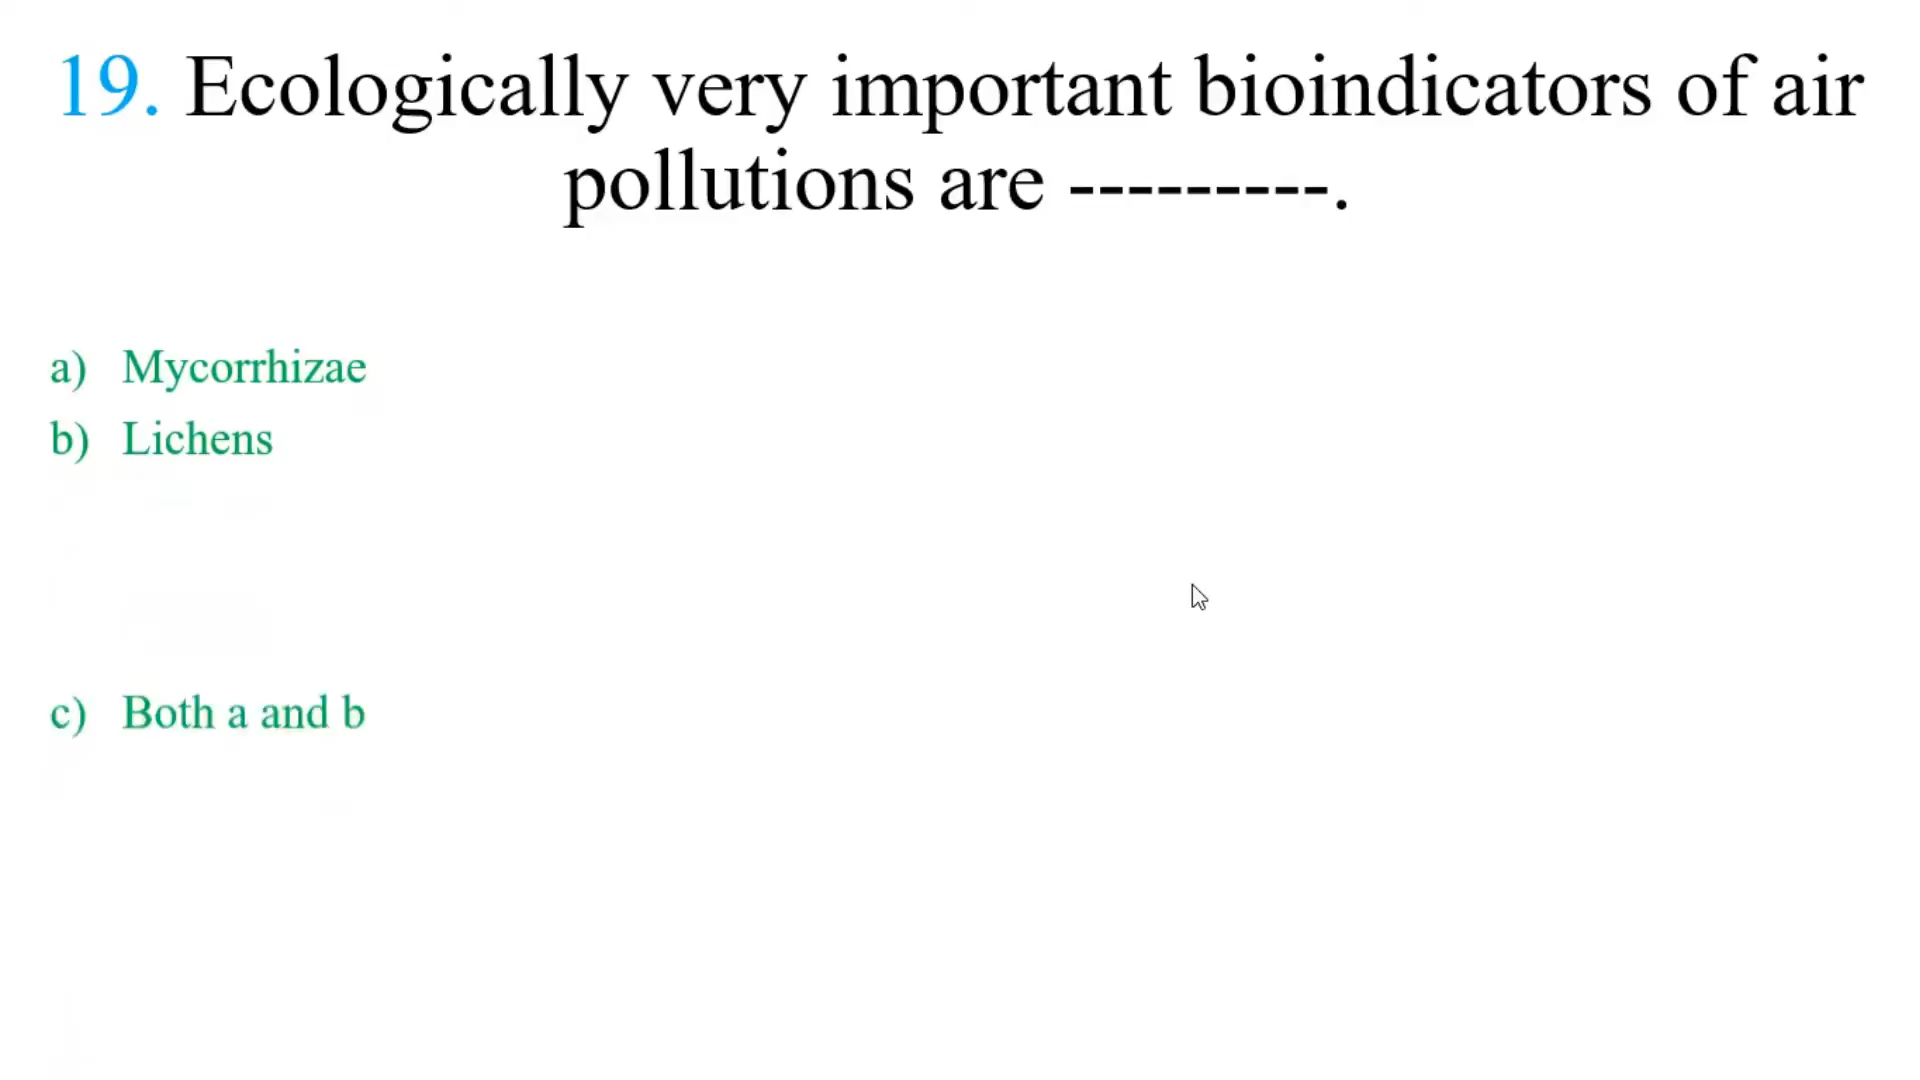 19. Ecologically very important bioindicators of air
pollutions are ---------.
a) Mycorrhizae
b) Lichens
c) Both a and b